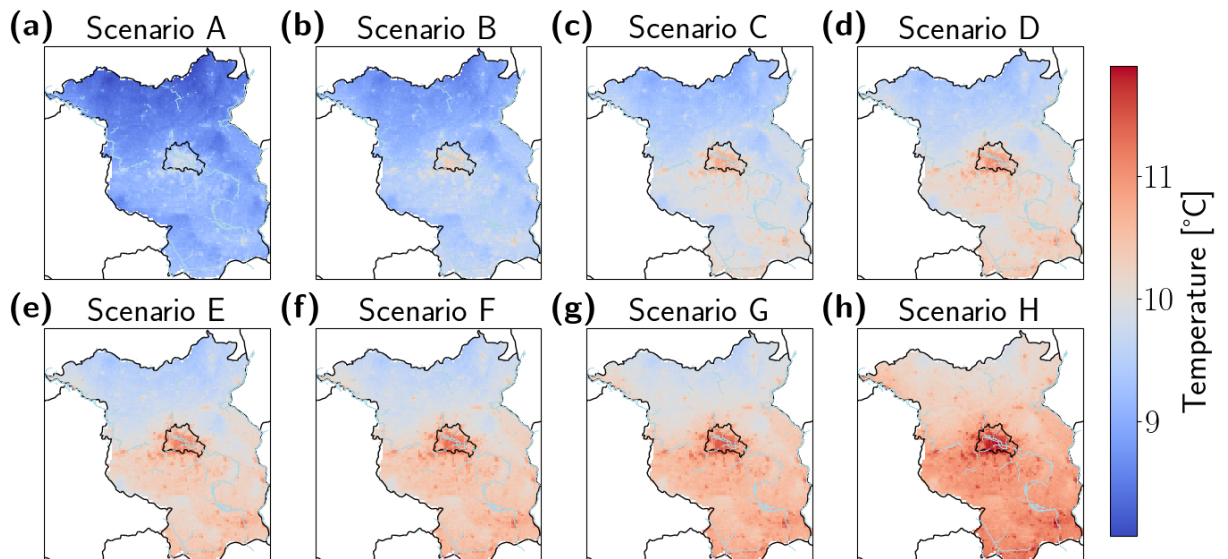 (a) Scenario A
(b) Scenario B
(c) Scenario C
(d) Scenario D
(e) Scenario E
(f) Scenario F
(g) Scenario G
(h) Scenario H
11
10
9
Temperature [°C]